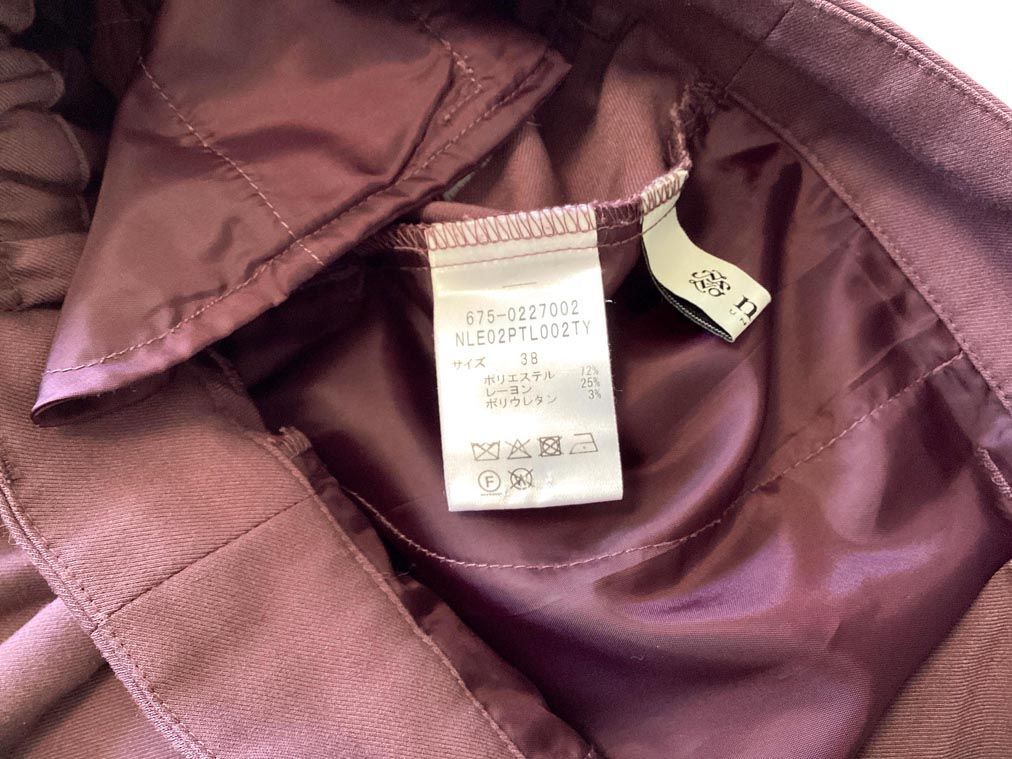 675-0227002
NLE02PTL002TY
サイズ 38
ポリエステル 72%
レーヨン 25%
ポリウレタン 3%
F W
n
UN